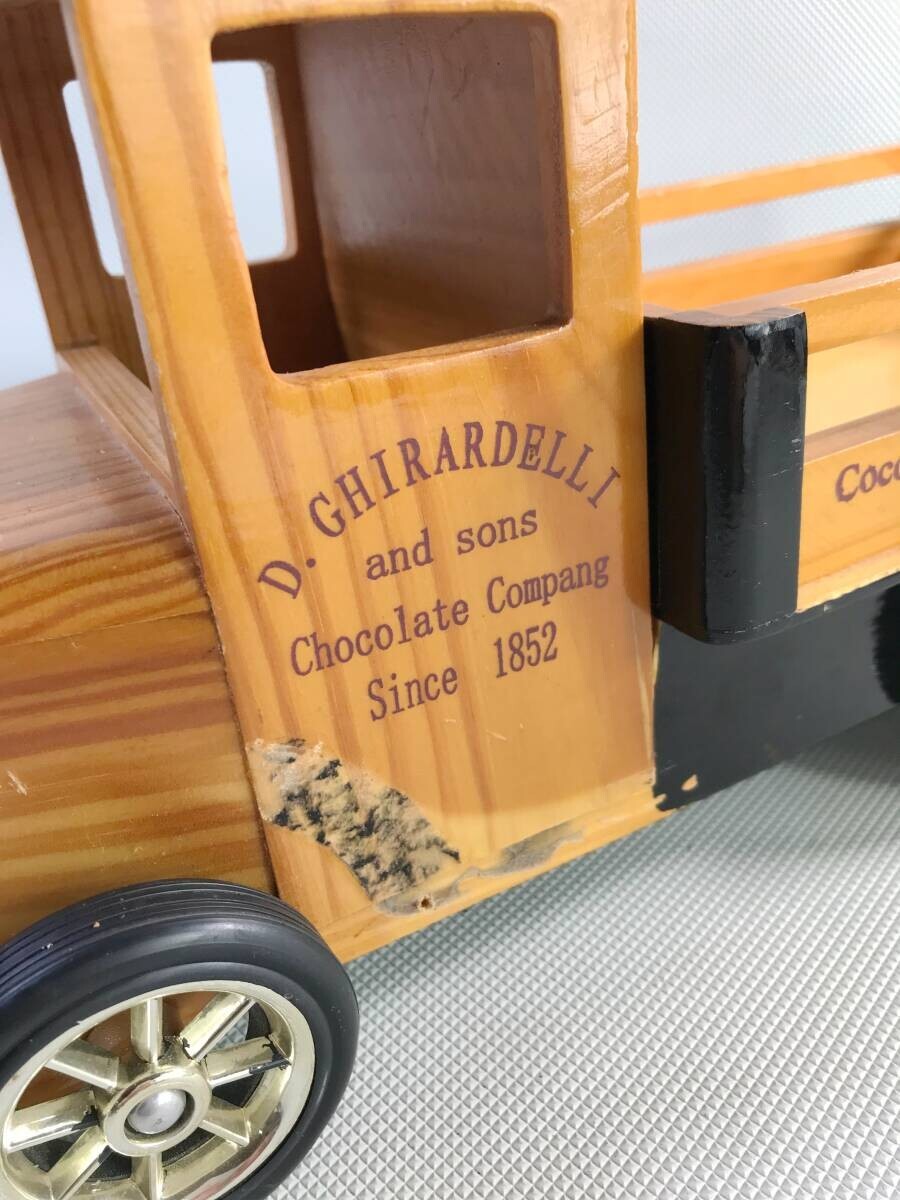 D. GHIRARDELLI
and sons
Chocolate Compang
Since 1852
Coco